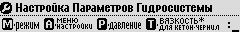 Настройка Параметров Гидросистемы
М-режим А МЕНЮ НАСТРОЙКИ Р-давление Т ВЯЗКОСТЬ* ДЛЯ КЕТОН-ЧЕРНИЛ :_